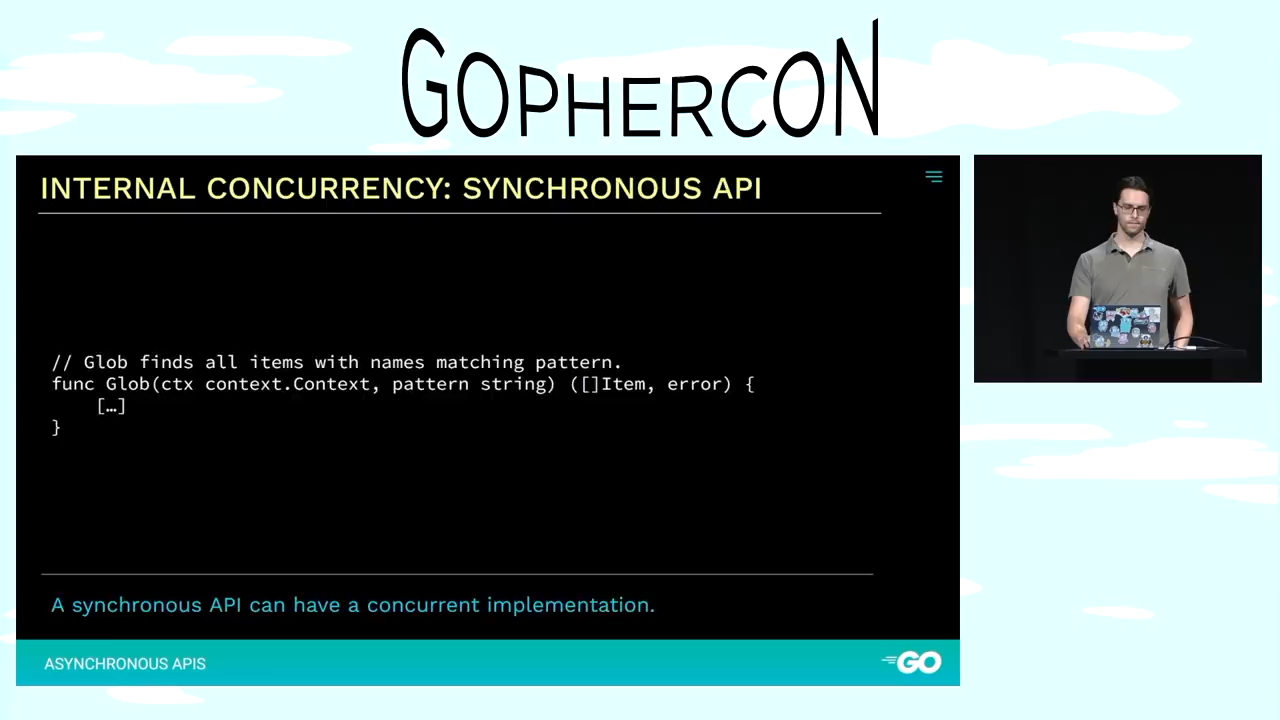 GOPHERCON
INTERNAL CONCURRENCY: SYNCHRONOUS API
// Glob finds all items with names matching pattern.
func Glob(ctx context.Context, pattern string) ([]Item, error) {
    […]
}
A synchronous API can have a concurrent implementation.
ASYNCHRONOUS APIS
GO